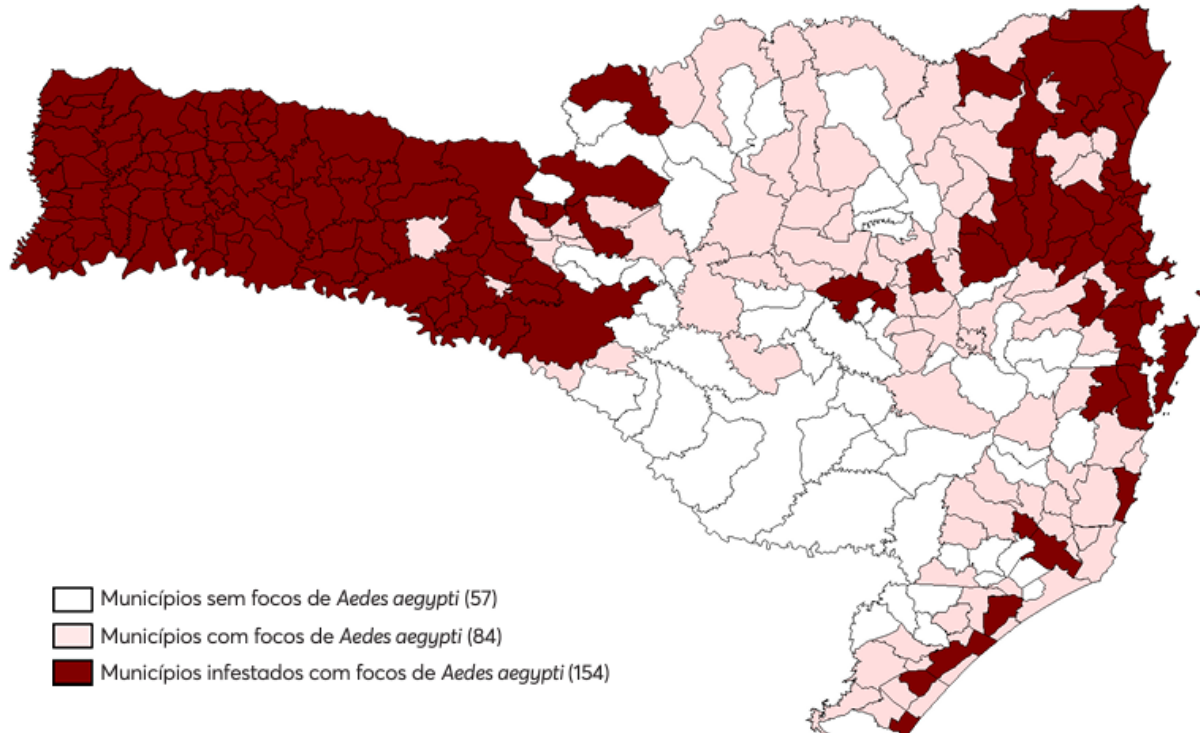 Municípios sem focos de Aedes aegypti (57)
Municípios com focos de Aedes aegypti (84)
Municípios infestados com focos de Aedes aegypti (154)